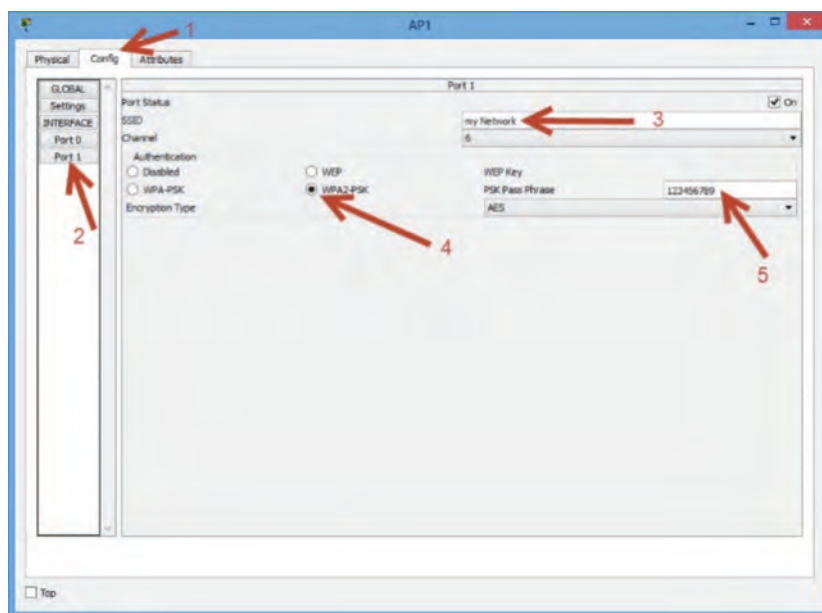 AP1
1
Physical Config Attributes
GLOBAL
Settings
INTERFACE
Port 0
Port 1
2
Port 1
Port Status On
SSID my Network 3
Channel 6
Authentication
Disabled WEP WEP Key
WPA-PSK WPA2-PSK PSK Pass Phrase 123456789
Encryption Type AES
4
5
Top